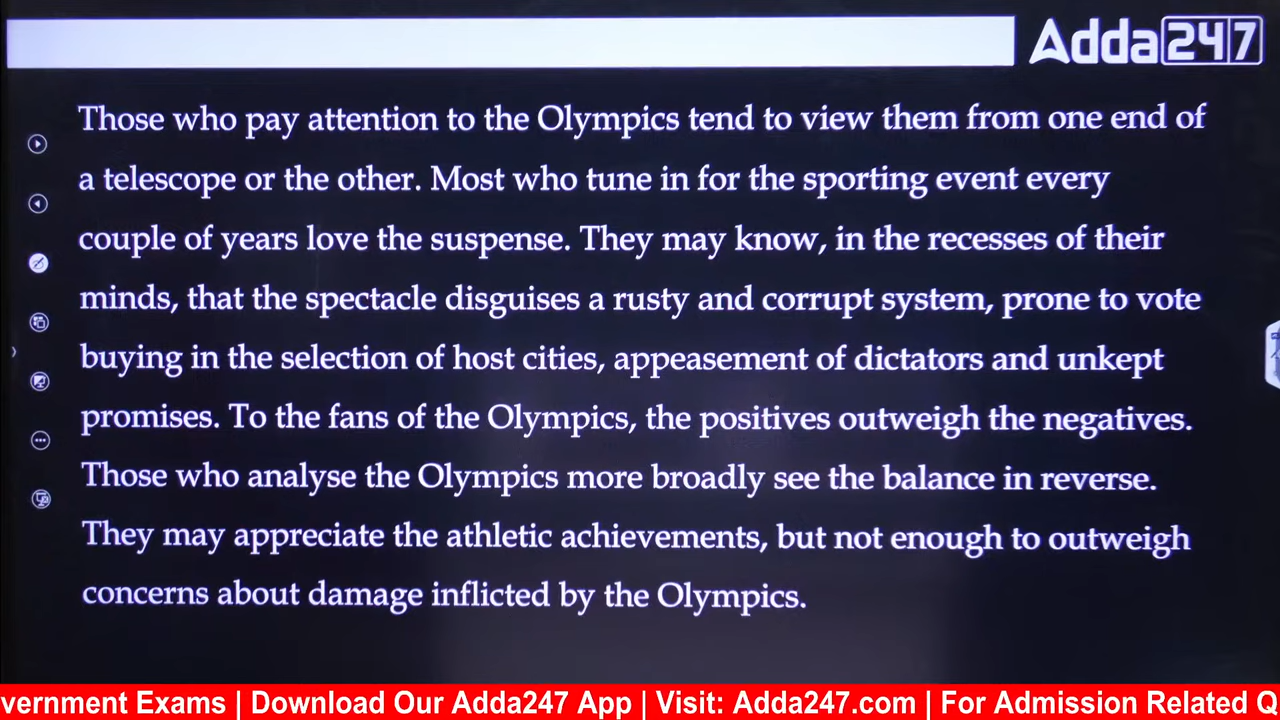 Adda247
Those who pay attention to the Olympics tend to view them from one end of
a telescope or the other. Most who tune in for the sporting event every
couple of years love the suspense. They may know, in the recesses of their
minds, that the spectacle disguises a rusty and corrupt system, prone to vote
buying in the selection of host cities, appeasement of dictators and unkept
promises. To the fans of the Olympics, the positives outweigh the negatives.
Those who analyse the Olympics more broadly see the balance in reverse.
They may appreciate the athletic achievements, but not enough to outweigh
concerns about damage inflicted by the Olympics.
vernment Exams | Download Our Adda247 App | Visit: Adda247.com | For Admission Related Q